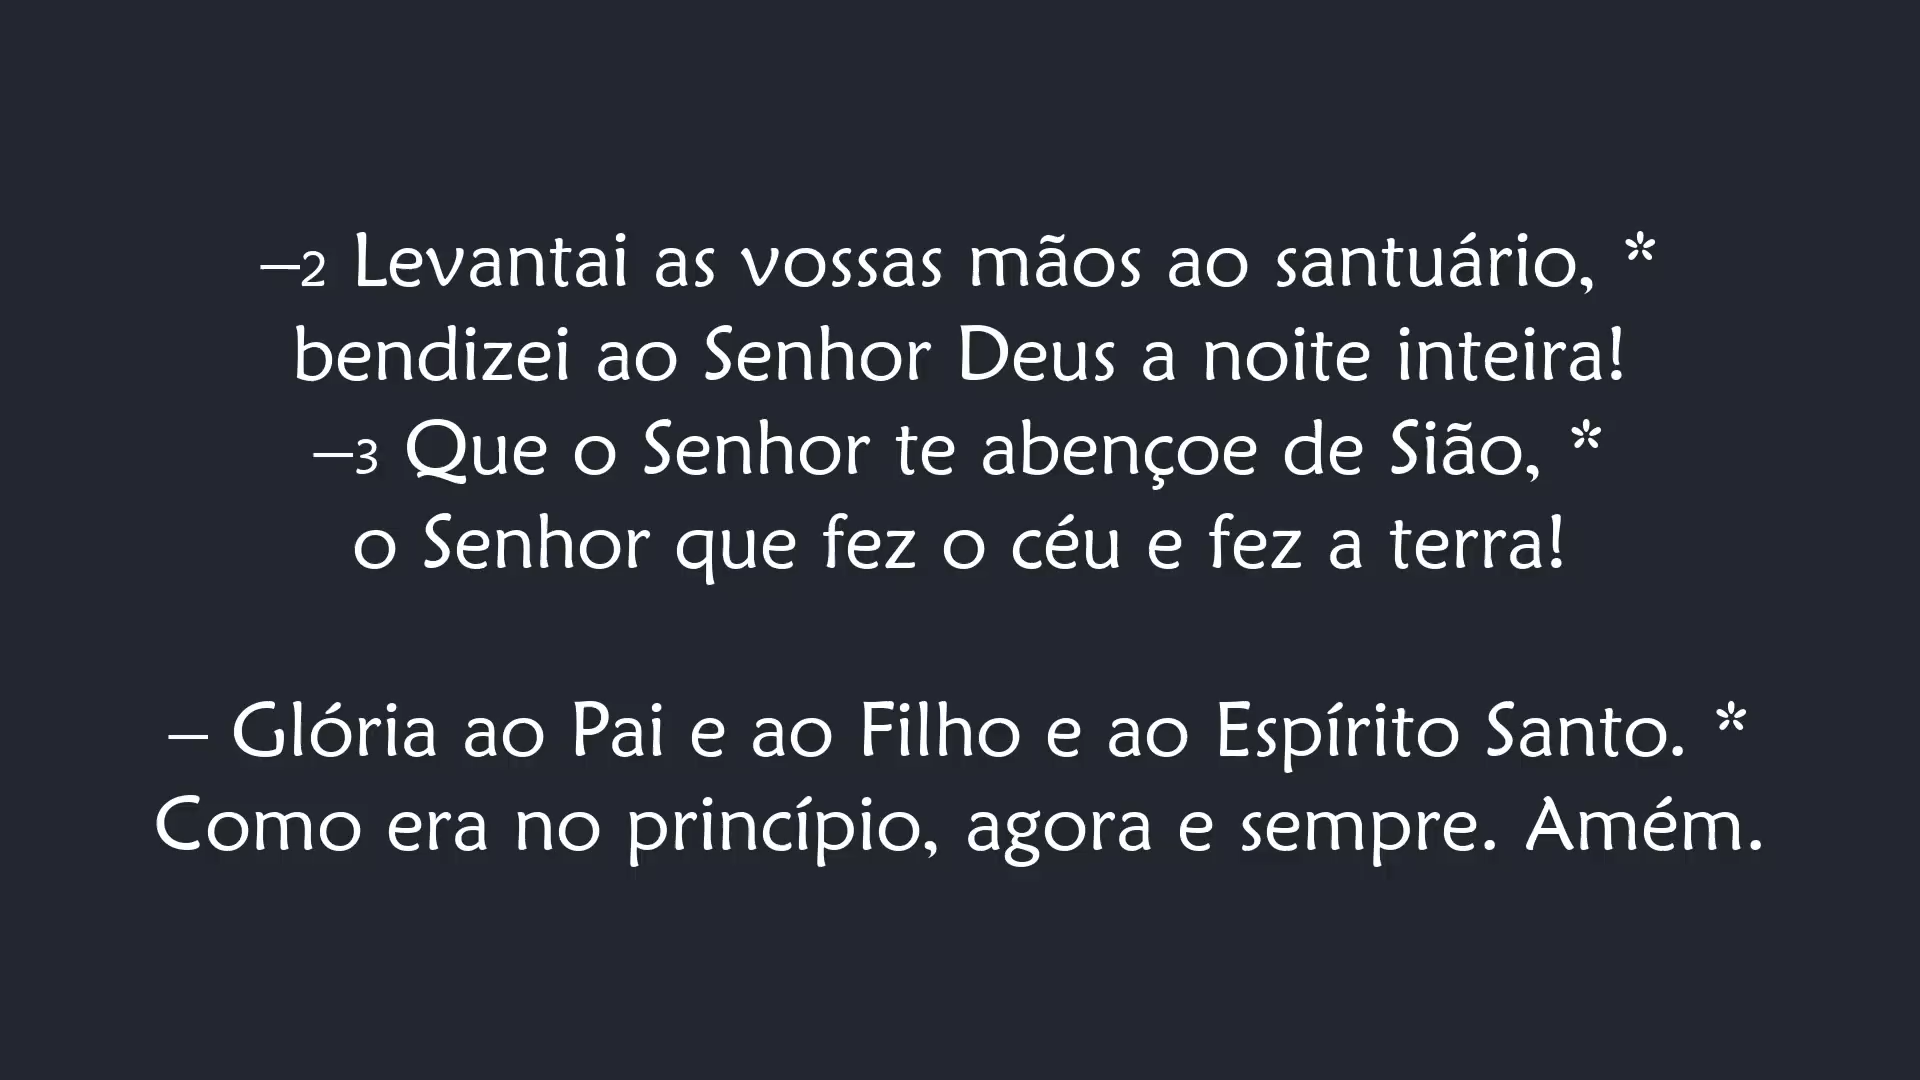 –2 Levantai as vossas mãos ao santuário, *
bendizei ao Senhor Deus a noite inteira!
–3 Que o Senhor te abençoe de Sião, *
o Senhor que fez o céu e fez a terra!
– Glória ao Pai e ao Filho e ao Espírito Santo. *
Como era no princípio, agora e sempre. Amém.